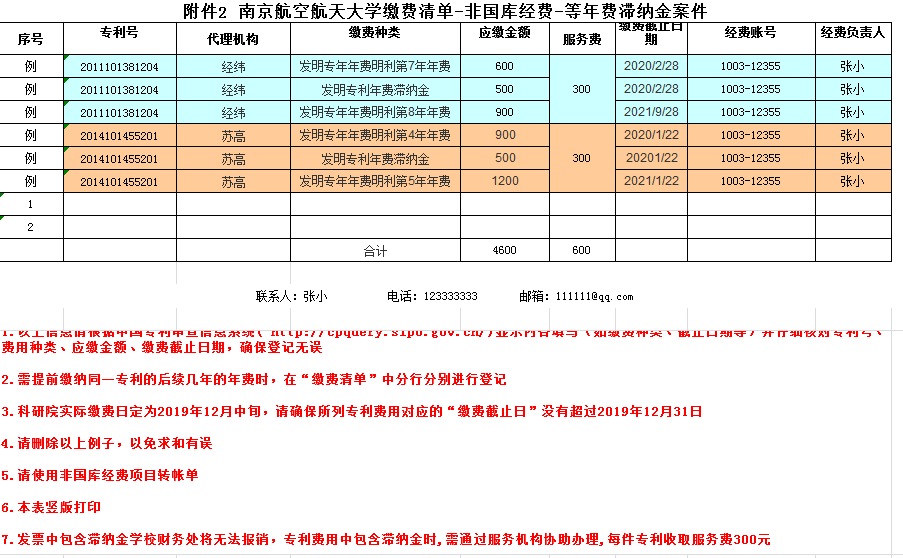 附件2 南京航空航天大学缴费清单-非国库经费-等年费滞纳金案件
序号 专利号 代理机构 缴费种类 应缴金额 服务费 缴费截止日期 经费账号 经费负责人
例 2011101381204 经纬 发明专年年费明利第7年年费 600 300 2020/2/28 1003-12355 张小
例 2011101381204 经纬 发明专利年费滞纳金 500 2020/2/28 1003-12355 张小
例 2011101381204 经纬 发明专年年费明利第8年年费 900 2021/9/28 1003-12355 张小
例 2014101455201 苏高 发明专年年费明利第4年年费 900 300 2020/1/22 1003-12355 张小
例 2014101455201 苏高 发明专利年费滞纳金 500 20201/22 1003-12355 张小
例 2014101455201 苏高 发明专年年费明利第5年年费 1200 2021/1/22 1003-12355 张小
1
2
合计 4600 600
联系人：张小 电话：123333333 邮箱：111111@qq.com
1.以上信息请根据中国专利审查信息系统( http://cpquery.sipo.gov.cn/)显示内容填写（如缴费种类、截止日期等）并仔细核对专利号、
费用种类、应缴金额、缴费截止日期，确保登记无误
2.需提前缴纳同一专利的后续几年的年费时，在“缴费清单”中分行分别进行登记
3.科研院实际缴费日定为2019年12月中旬，请确保所列专利费用对应的“缴费截止日”没有超过2019年12月31日
4.请删除以上例子，以免求和有误
5.请使用非国库经费项目转帐单
6.本表竖版打印
7.发票中包含滞纳金学校财务处将无法报销，专利费用中包含滞纳金时,需通过服务机构协助办理,每件专利收取服务费300元